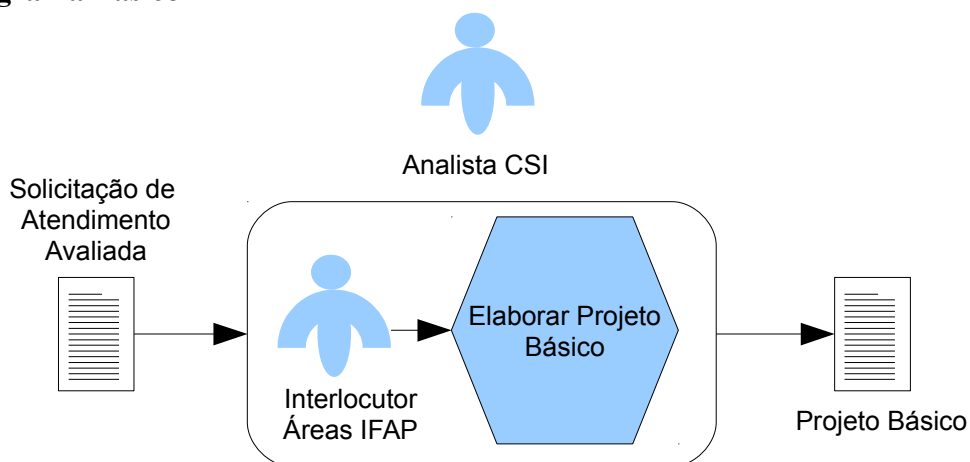 Analista CSI
Solicitação de
Atendimento
Avaliada
Elaborar Projeto
Básico
Interlocutor
Áreas IFAP
Projeto Básico